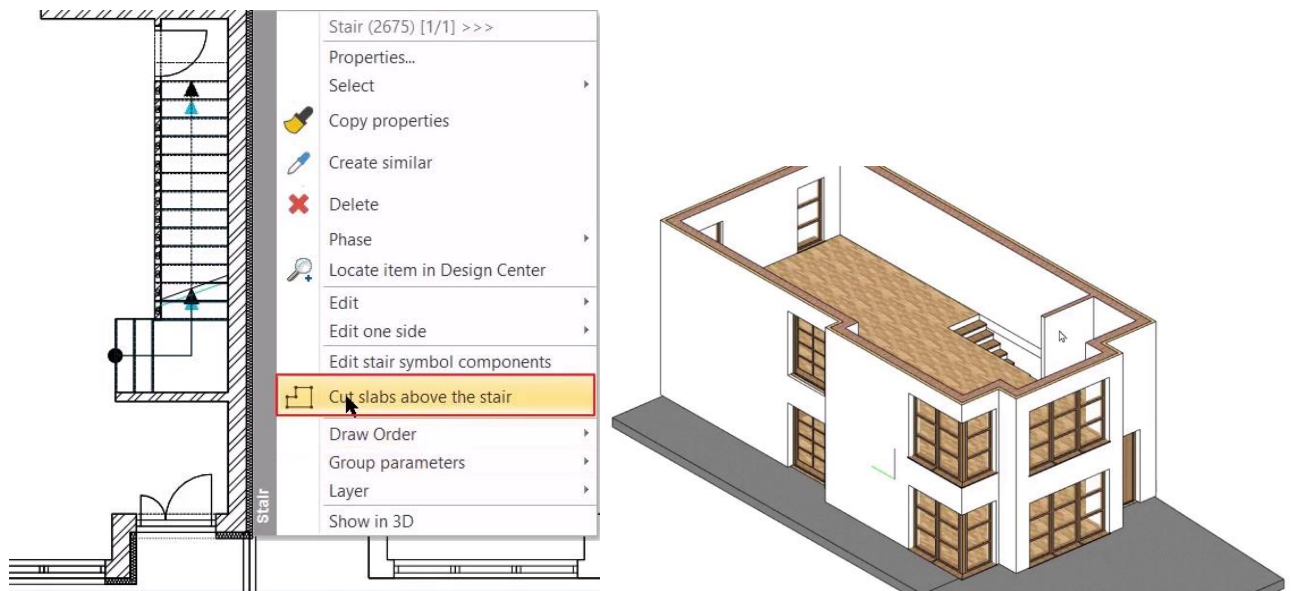 Stair (2675) [1/1] >>>
Properties...
Select
Copy properties
Create similar
Delete
Phase
Locate item in Design Center
Edit
Edit one side
Edit stair symbol components
Cut slabs above the stair
Draw Order
Group parameters
Layer
Show in 3D
Stair